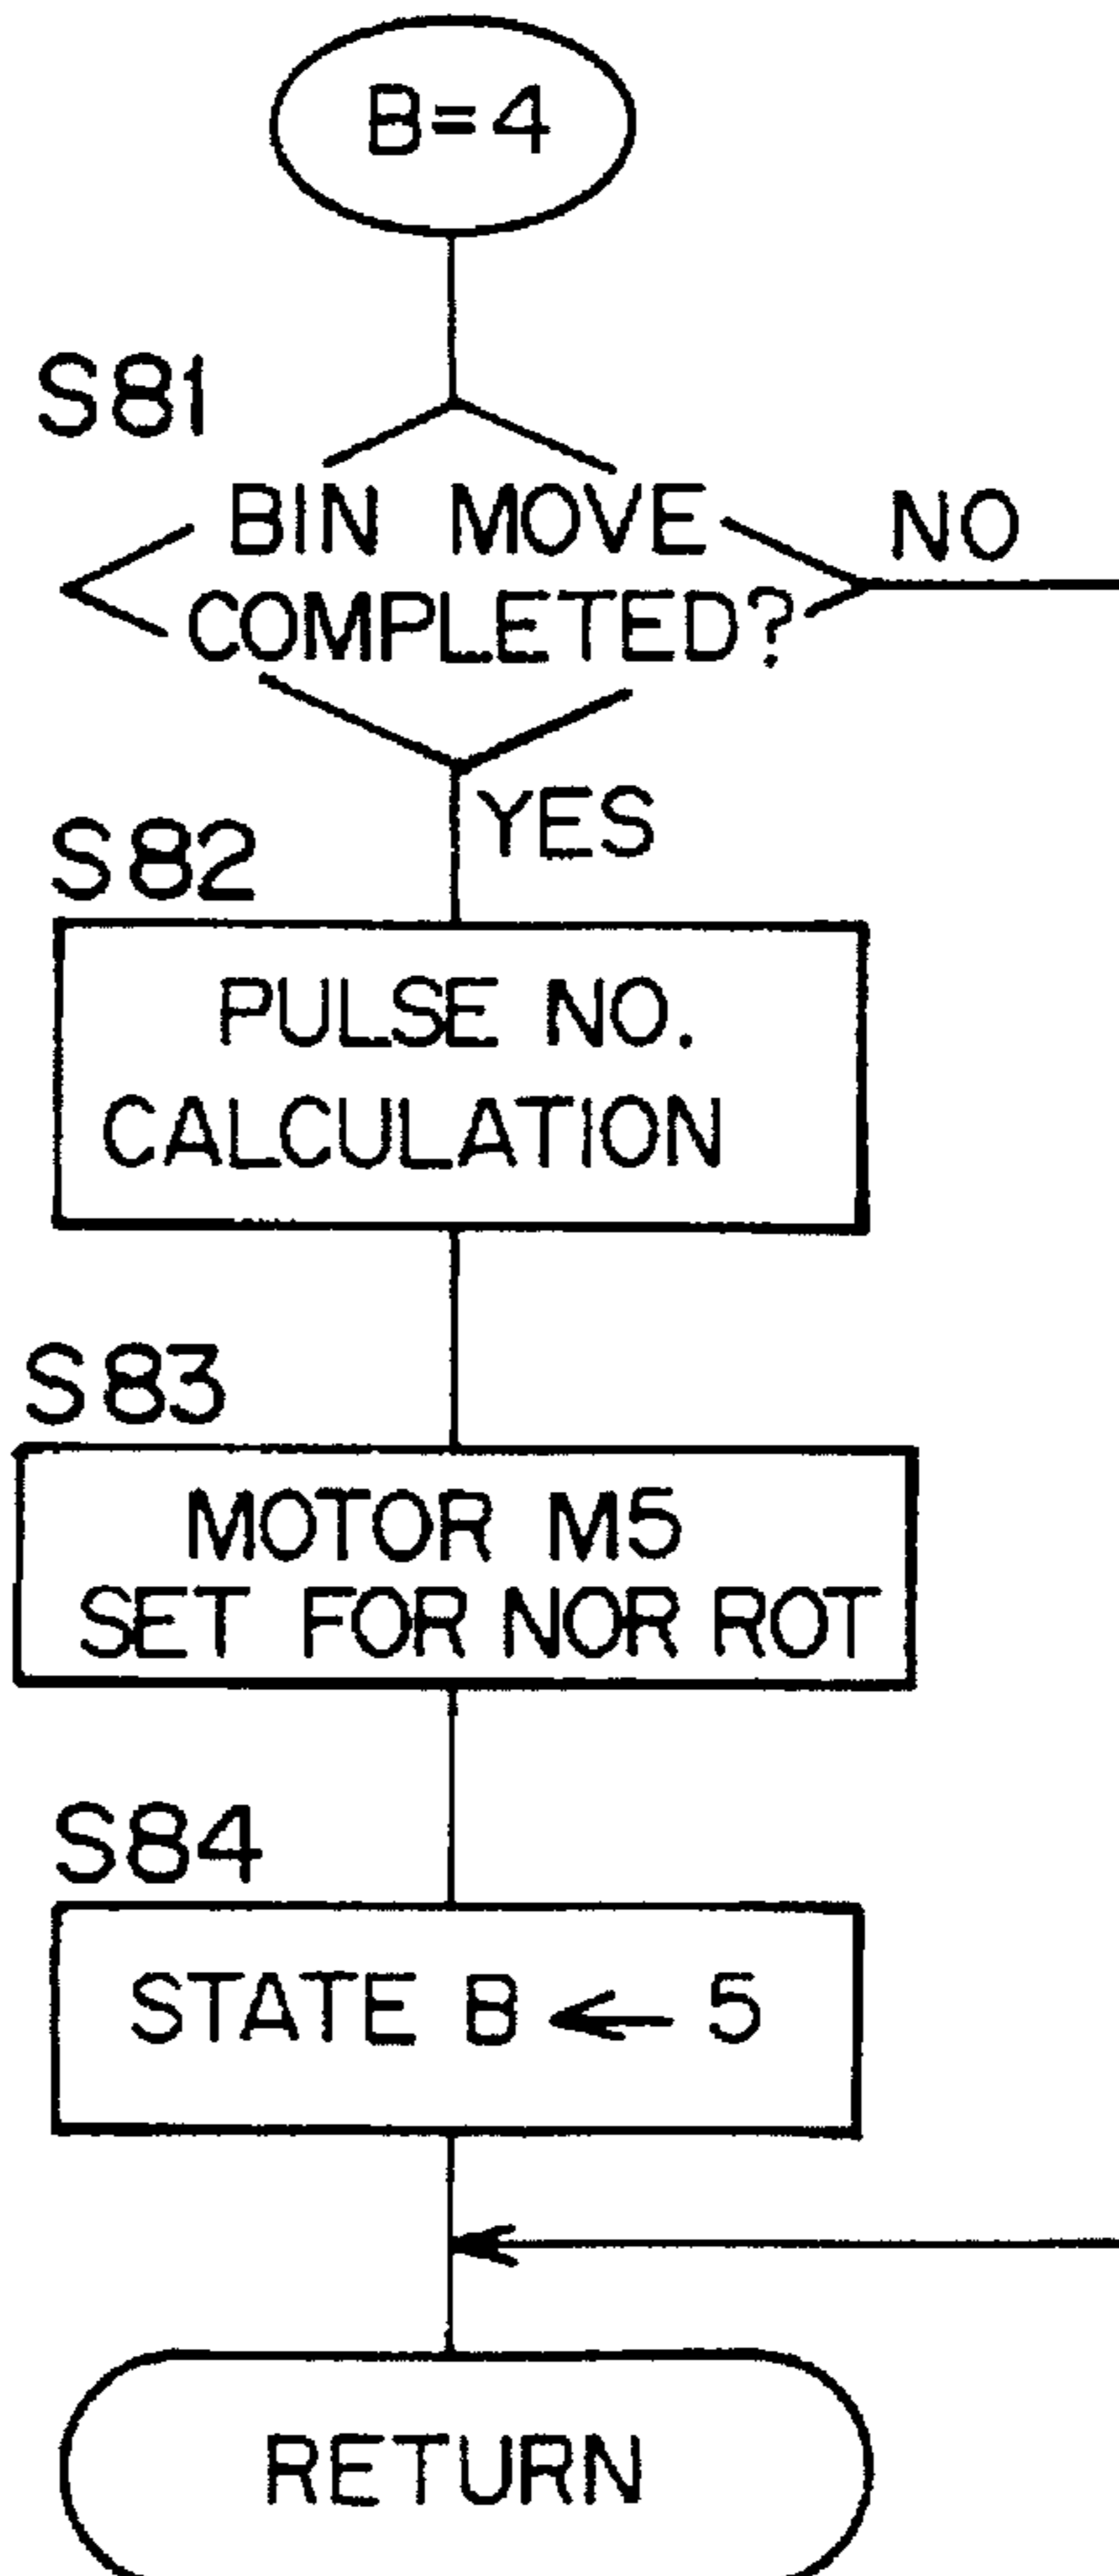 B=4
S81
BIN MOVE
COMPLETED?
NO
YES
S82
PULSE NO.
CALCULATION
S83
MOTOR M5
SET FOR NOR ROT
S84
STATE B ← 5
RETURN